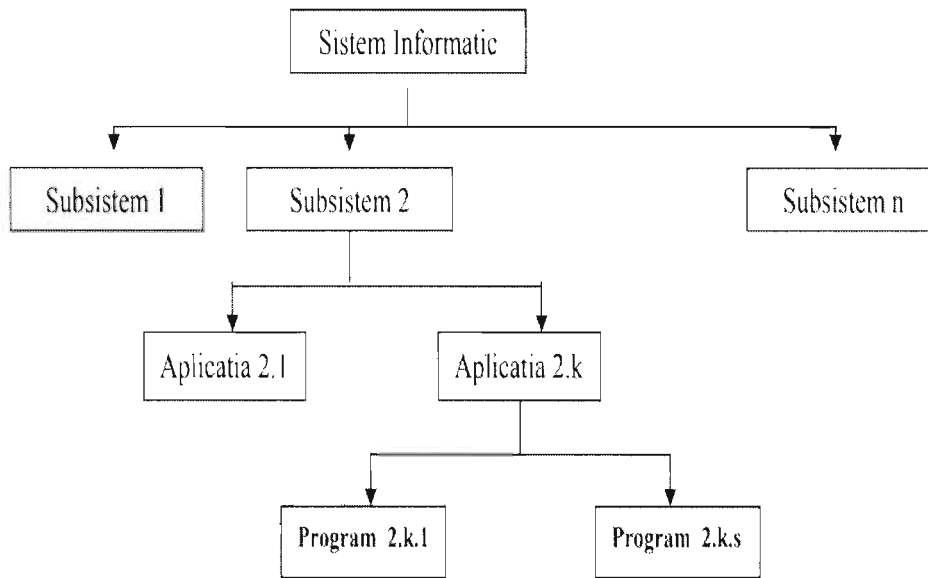 Sistem Informatic
Subsistem 1
Subsistem 2
Subsistem n
Aplicatia 2.1
Aplicatia 2.k
Program 2.k.1
Program 2.k.s